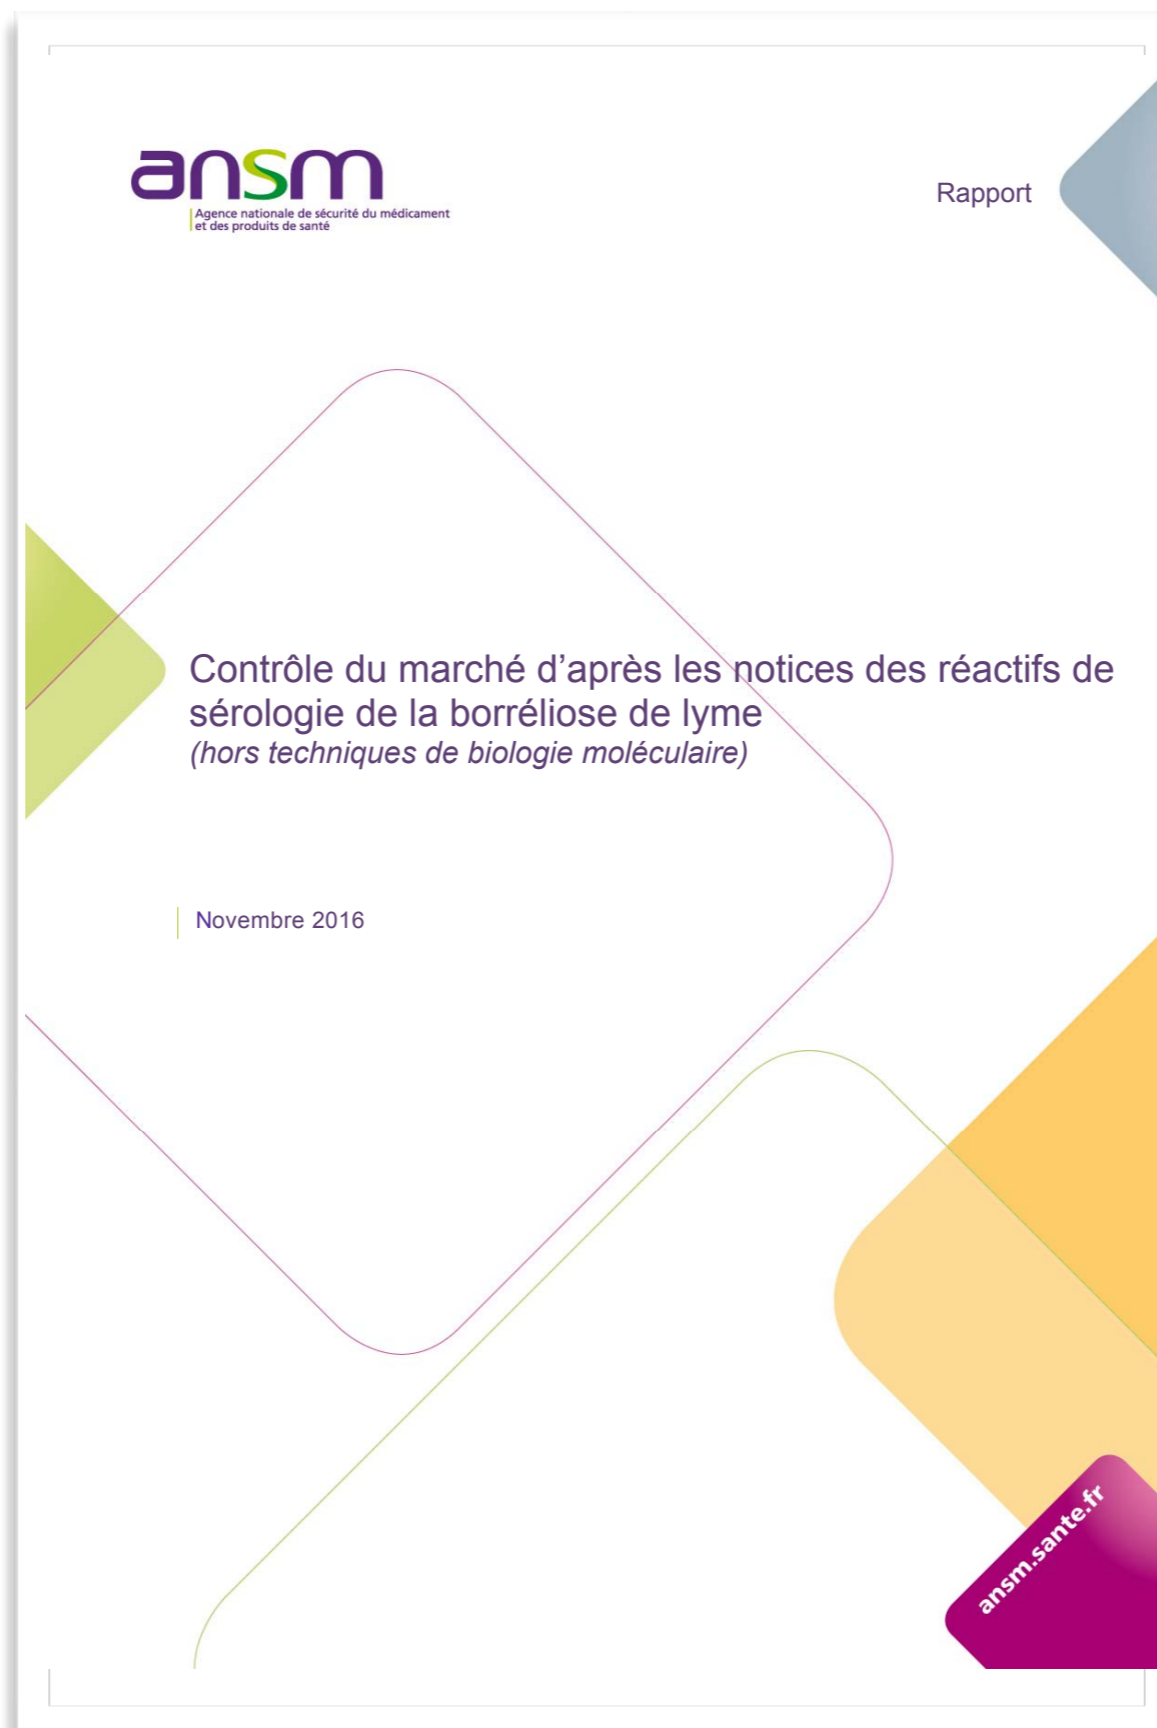 ansm
Agence nationale de sécurité du médicament
et des produits de santé
Rapport
Contrôle du marché d’après les notices des réactifs de
sérologie de la borréliose de lyme
(hors techniques de biologie moléculaire)
Novembre 2016
ansm.sante.fr